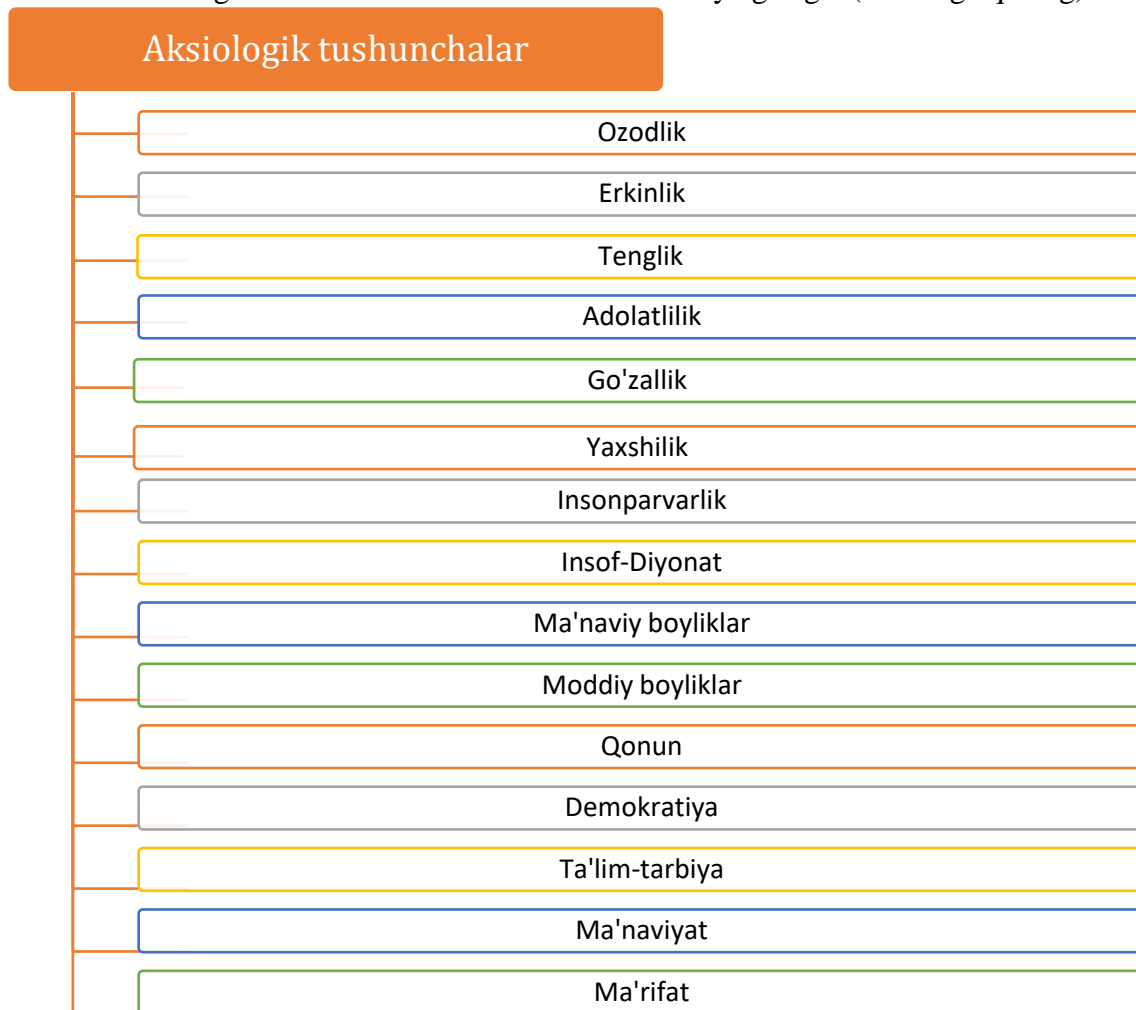 Aksiologik tushunchalar
Ozodlik
Erkinlik
Tenglik
Adolatlilik
Go'zallik
Yaxshilik
Insonparvarlik
Insof-Diyonat
Ma'naviy boyliklar
Moddiy boyliklar
Qonun
Demokratiya
Ta'lim-tarbiya
Ma'naviyat
Ma'rifat